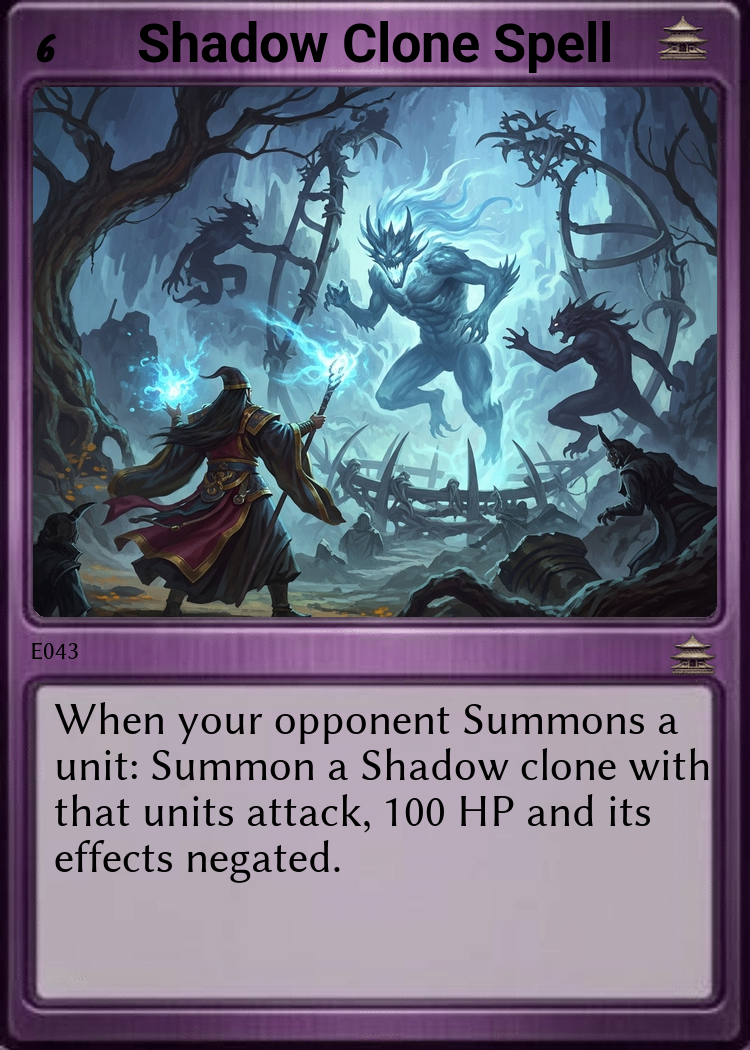 6
Shadow Clone Spell
E043
When your opponent Summons a
unit: Summon a Shadow clone with
that units attack, 100 HP and its
effects negated.